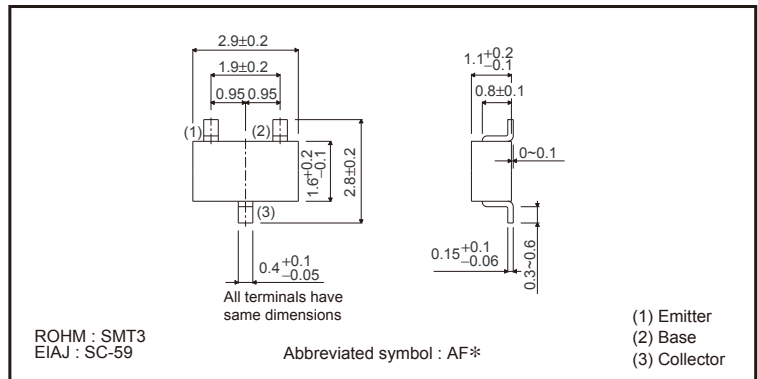 2.9±0.2
1.9±0.2
0.95 0.95
(1)
(2)
1.6+0.2−0.1
2.8±0.2
(3)
0.4+0.1−0.05
All terminals have
same dimensions
1.1+0.2−0.1
0.8±0.1
0~0.1
0.15+0.1−0.06
0.3~0.6
ROHM : SMT3
EIAJ : SC-59
Abbreviated symbol : AF*
(1) Emitter
(2) Base
(3) Collector